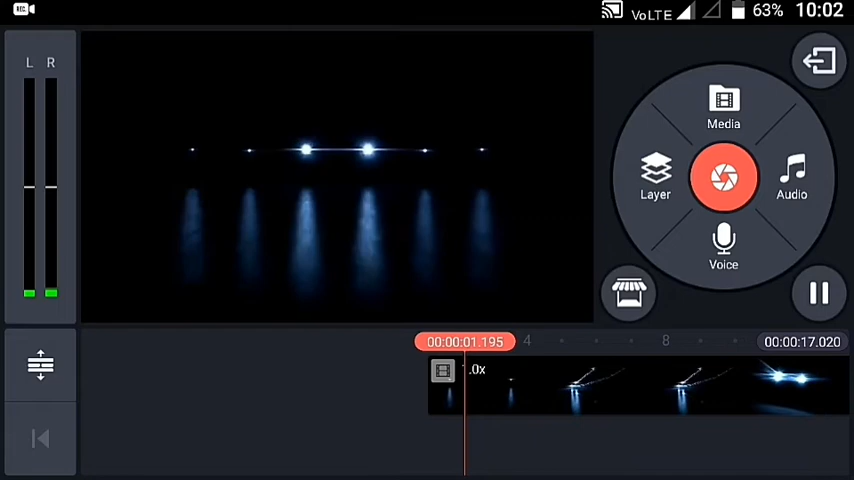 REC
VoLTE
63%
10:02
L R
Media
Layer
Audio
Voice
00:00:01.195
4
8
00:00:17.020
.0x